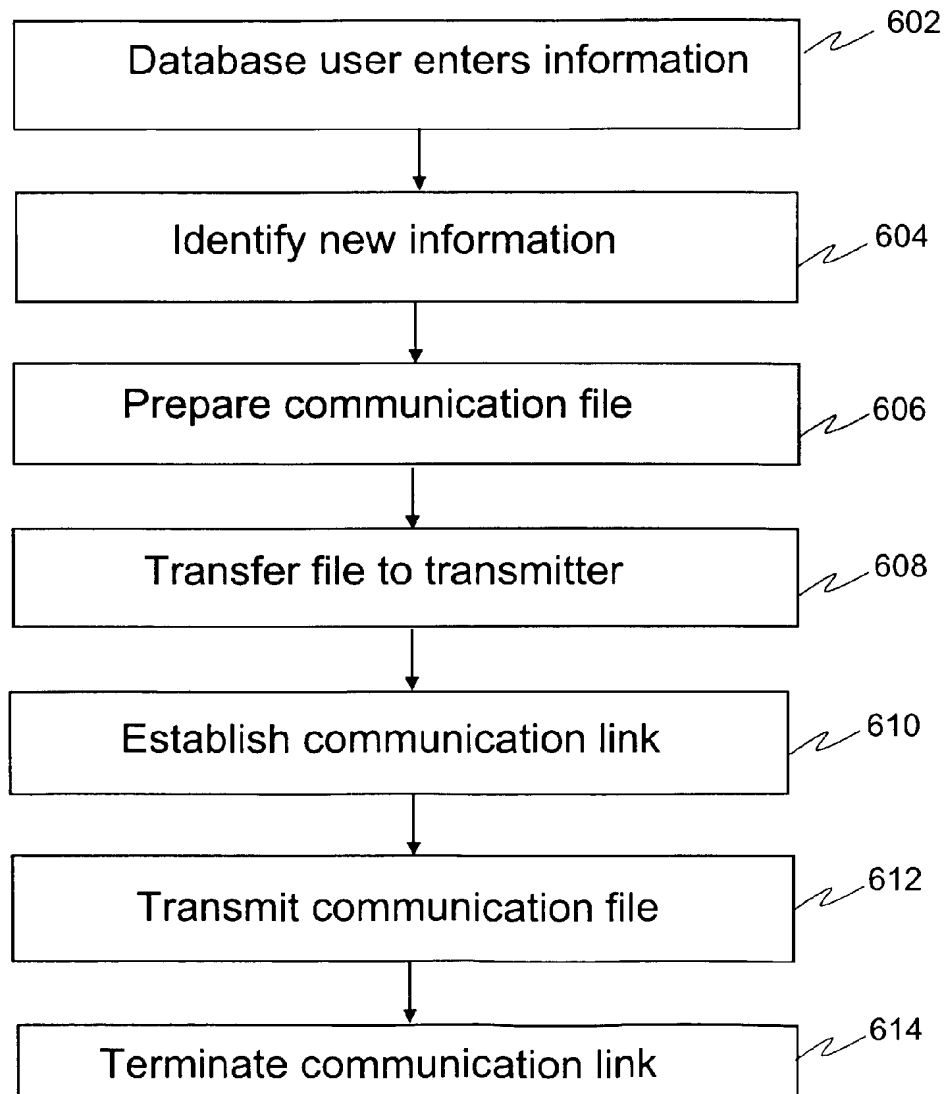 Database user enters information
602
Identify new information
604
Prepare communication file
606
Transfer file to transmitter
608
Establish communication link
610
Transmit communication file
612
Terminate communication link
614